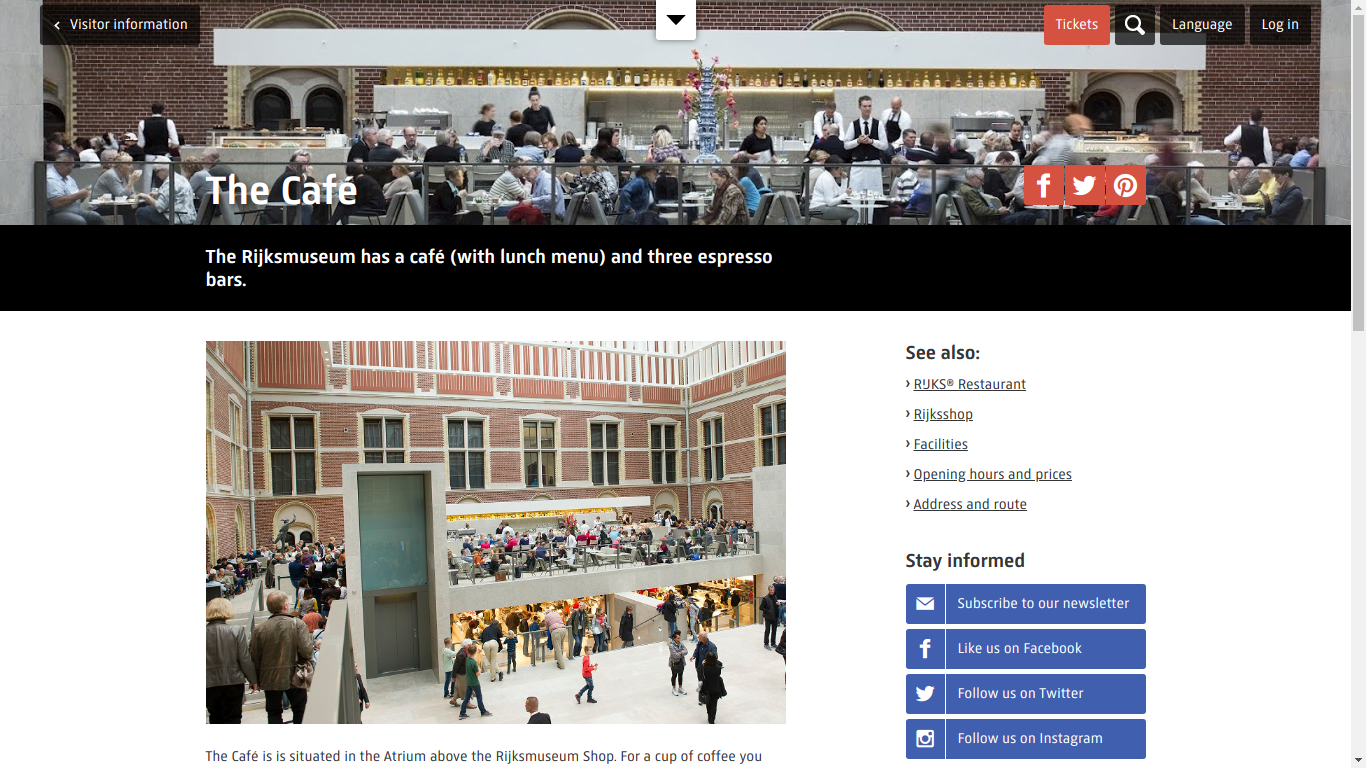 Visitor information
Tickets
Language
Log in
The Café
The Rijksmuseum has a café (with lunch menu) and three espresso
bars.
See also:
› RIJKS® Restaurant
› Rijksshop
› Facilities
› Opening hours and prices
› Address and route
Stay informed
Subscribe to our newsletter
Like us on Facebook
Follow us on Twitter
Follow us on Instagram
The Café is is situated in the Atrium above the Rijksmuseum Shop. For a cup of coffee you